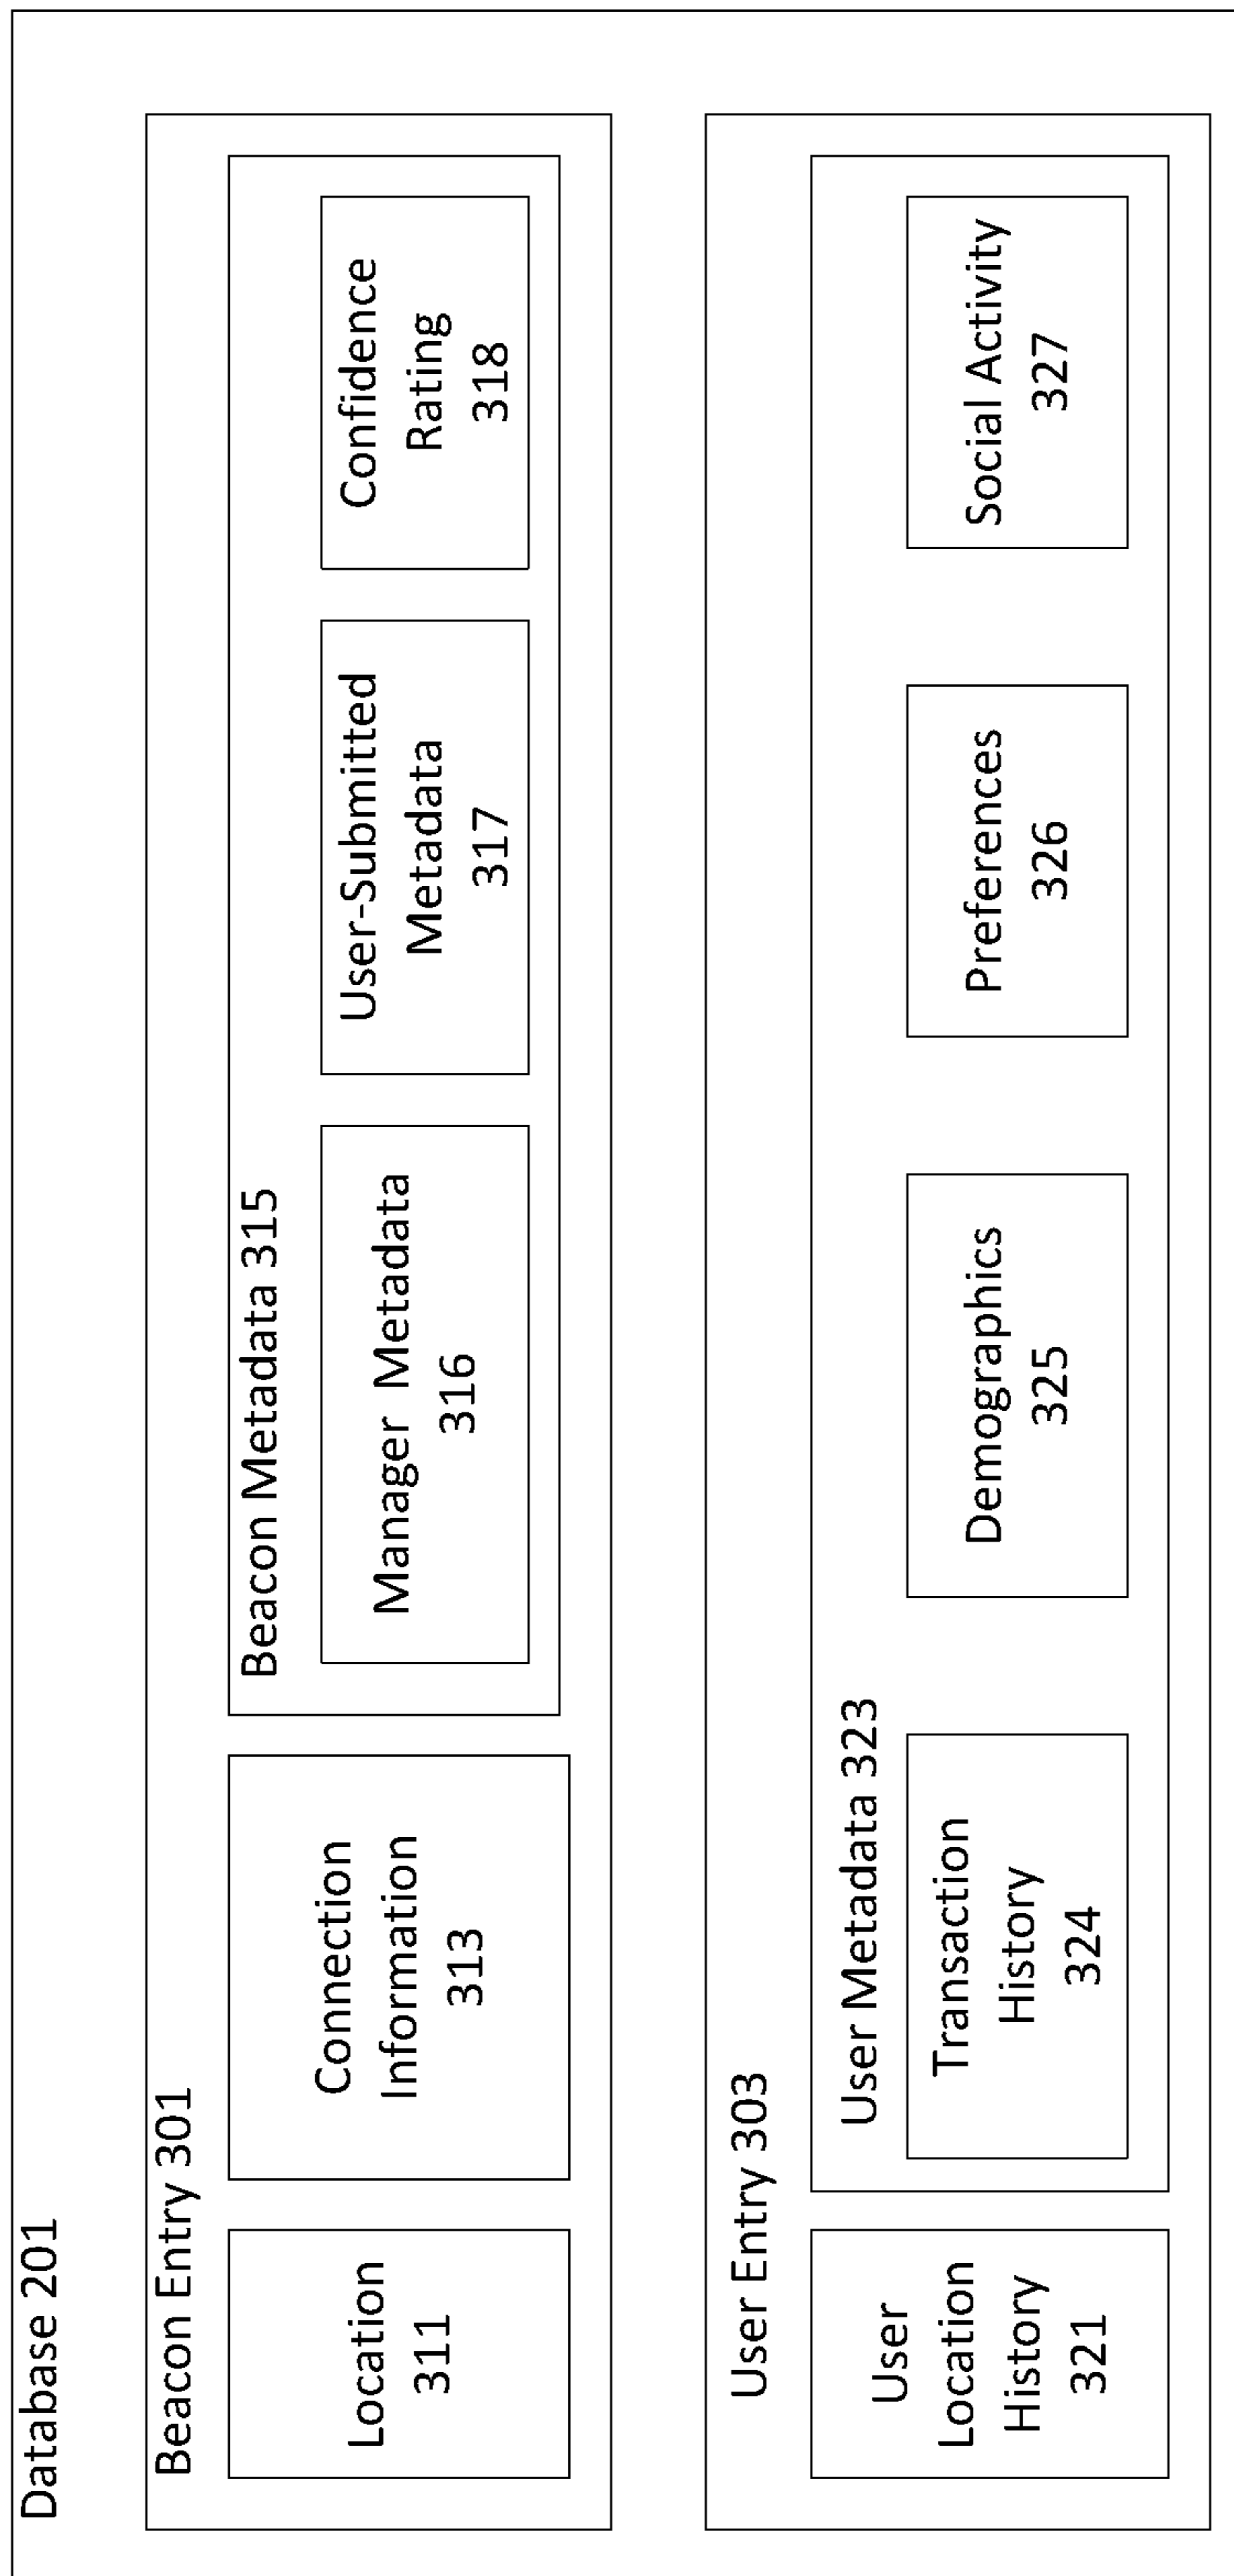 Database 201
Beacon Entry 301
Location
311
Connection
Information
313
Beacon Metadata 315
Manager Metadata
316
User-Submitted
Metadata
317
Confidence
Rating
318
User Entry 303
User
Location
History
321
User Metadata 323
Transaction
History
324
Demographics
325
Preferences
326
Social Activity
327